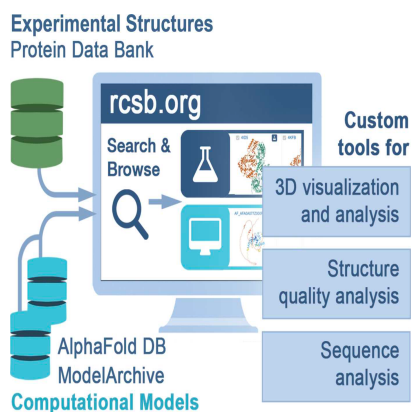 Experimental Structures
Protein Data Bank
rcsb.org
Search &
Browse
Custom
tools for
3D visualization
and analysis
Structure
quality analysis
Sequence
analysis
AlphaFold DB
ModelArchive
Computational Models